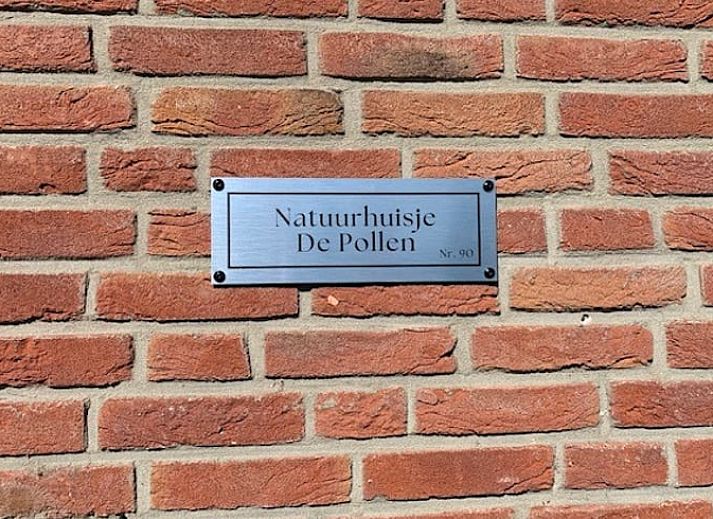 Natuurhuisje
De Pollen
Nr. 90